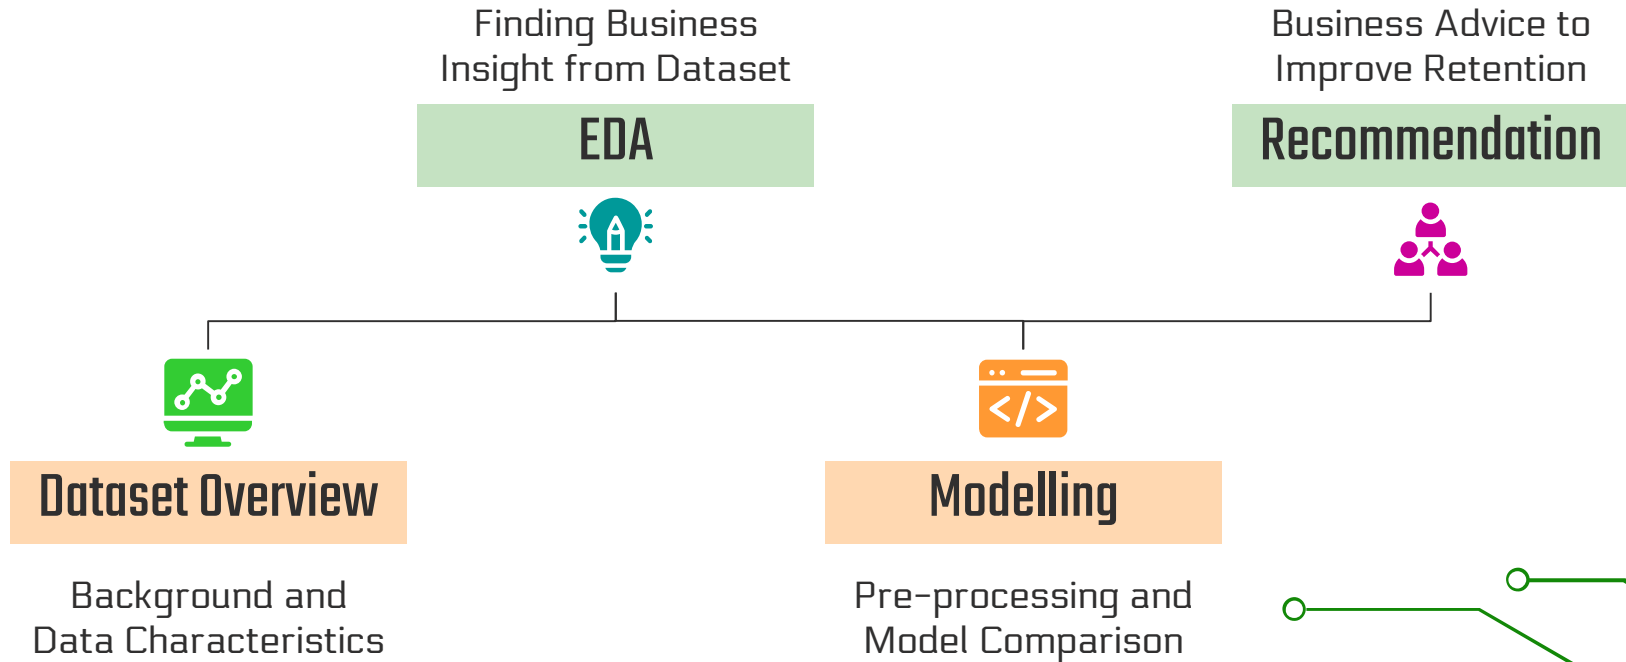 Finding Business
Insight from Dataset
EDA
Business Advice to
Improve Retention
Recommendation
Dataset Overview
Background and
Data Characteristics
Modelling
Pre-processing and
Model Comparison